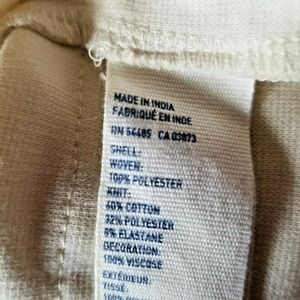 MADE IN INDIA
FABRIQUÉ EN INDE
RN 54485 CA 03873
SHELL:
WOVEN:
100% POLYESTER
KNIT:
60% COTTON
32% POLYESTER
8% ELASTANE
DECORATION:
100% VISCOSE
EXTÉRIEUR:
TISSÉ: